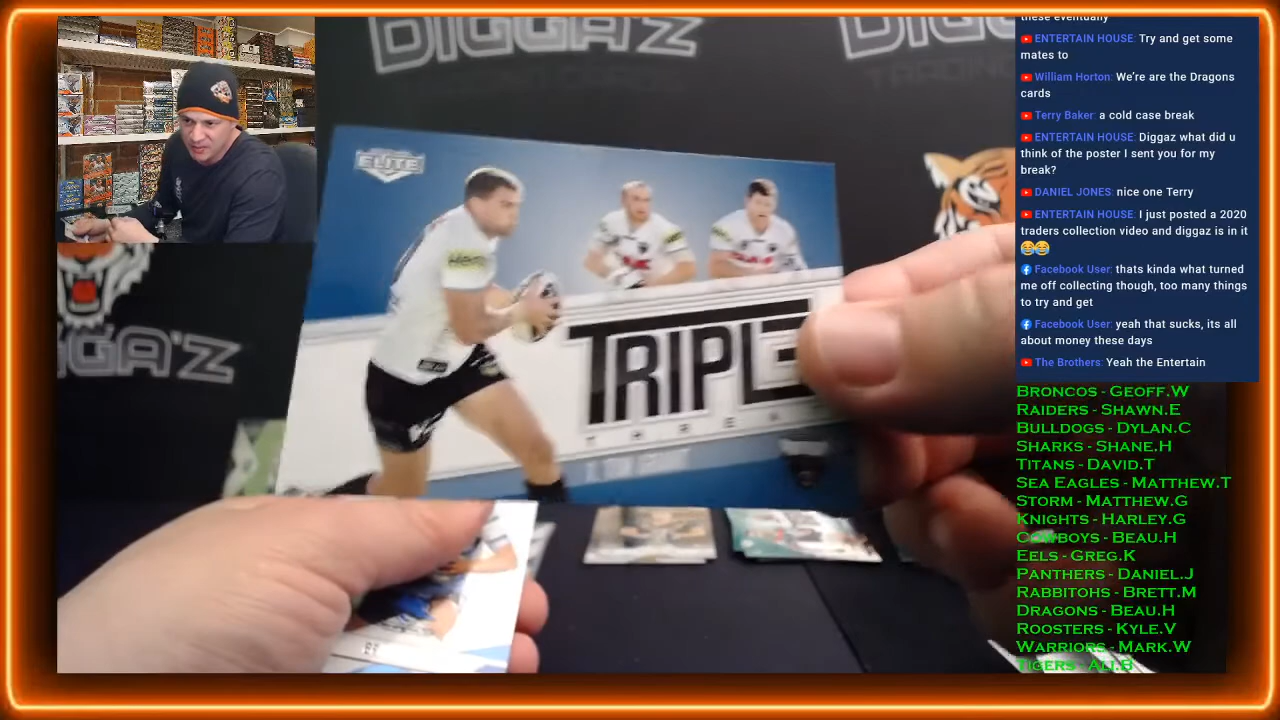 DIGGA'Z
DIGGA'Z
ELITE
TRIPLE
these eventually
ENTERTAIN HOUSE: Try and get some
mates to
William Horton: We're are the Dragons
cards
Terry Baker: a cold case break
ENTERTAIN HOUSE: Diggaz what did u
think of the poster I sent you for my
break?
DANIEL JONES: nice one Terry
ENTERTAIN HOUSE: I just posted a 2020
traders collection video and diggaz is in it
😂😂
Facebook User: thats kinda what turned
me off collecting though, too many things
to try and get
Facebook User: yeah that sucks, its all
about money these days
The Brothers: Yeah the Entertain
BRONCOS - GEOFF.W
RAIDERS - SHAWN.E
BULLDOGS - DYLAN.C
SHARKS - SHANE.H
TITANS - DAVID.T
SEA EAGLES - MATTHEW.T
STORM - MATTHEW.G
KNIGHTS - HARLEY.G
COWBOYS - BEAU.H
EELS - GREG.K
PANTHERS - DANIEL.J
RABBITOHS - BRETT.M
DRAGONS - BEAU.H
ROOSTERS - KYLE.V
WARRIORS - MARK.W
TIGERS - ALI.B